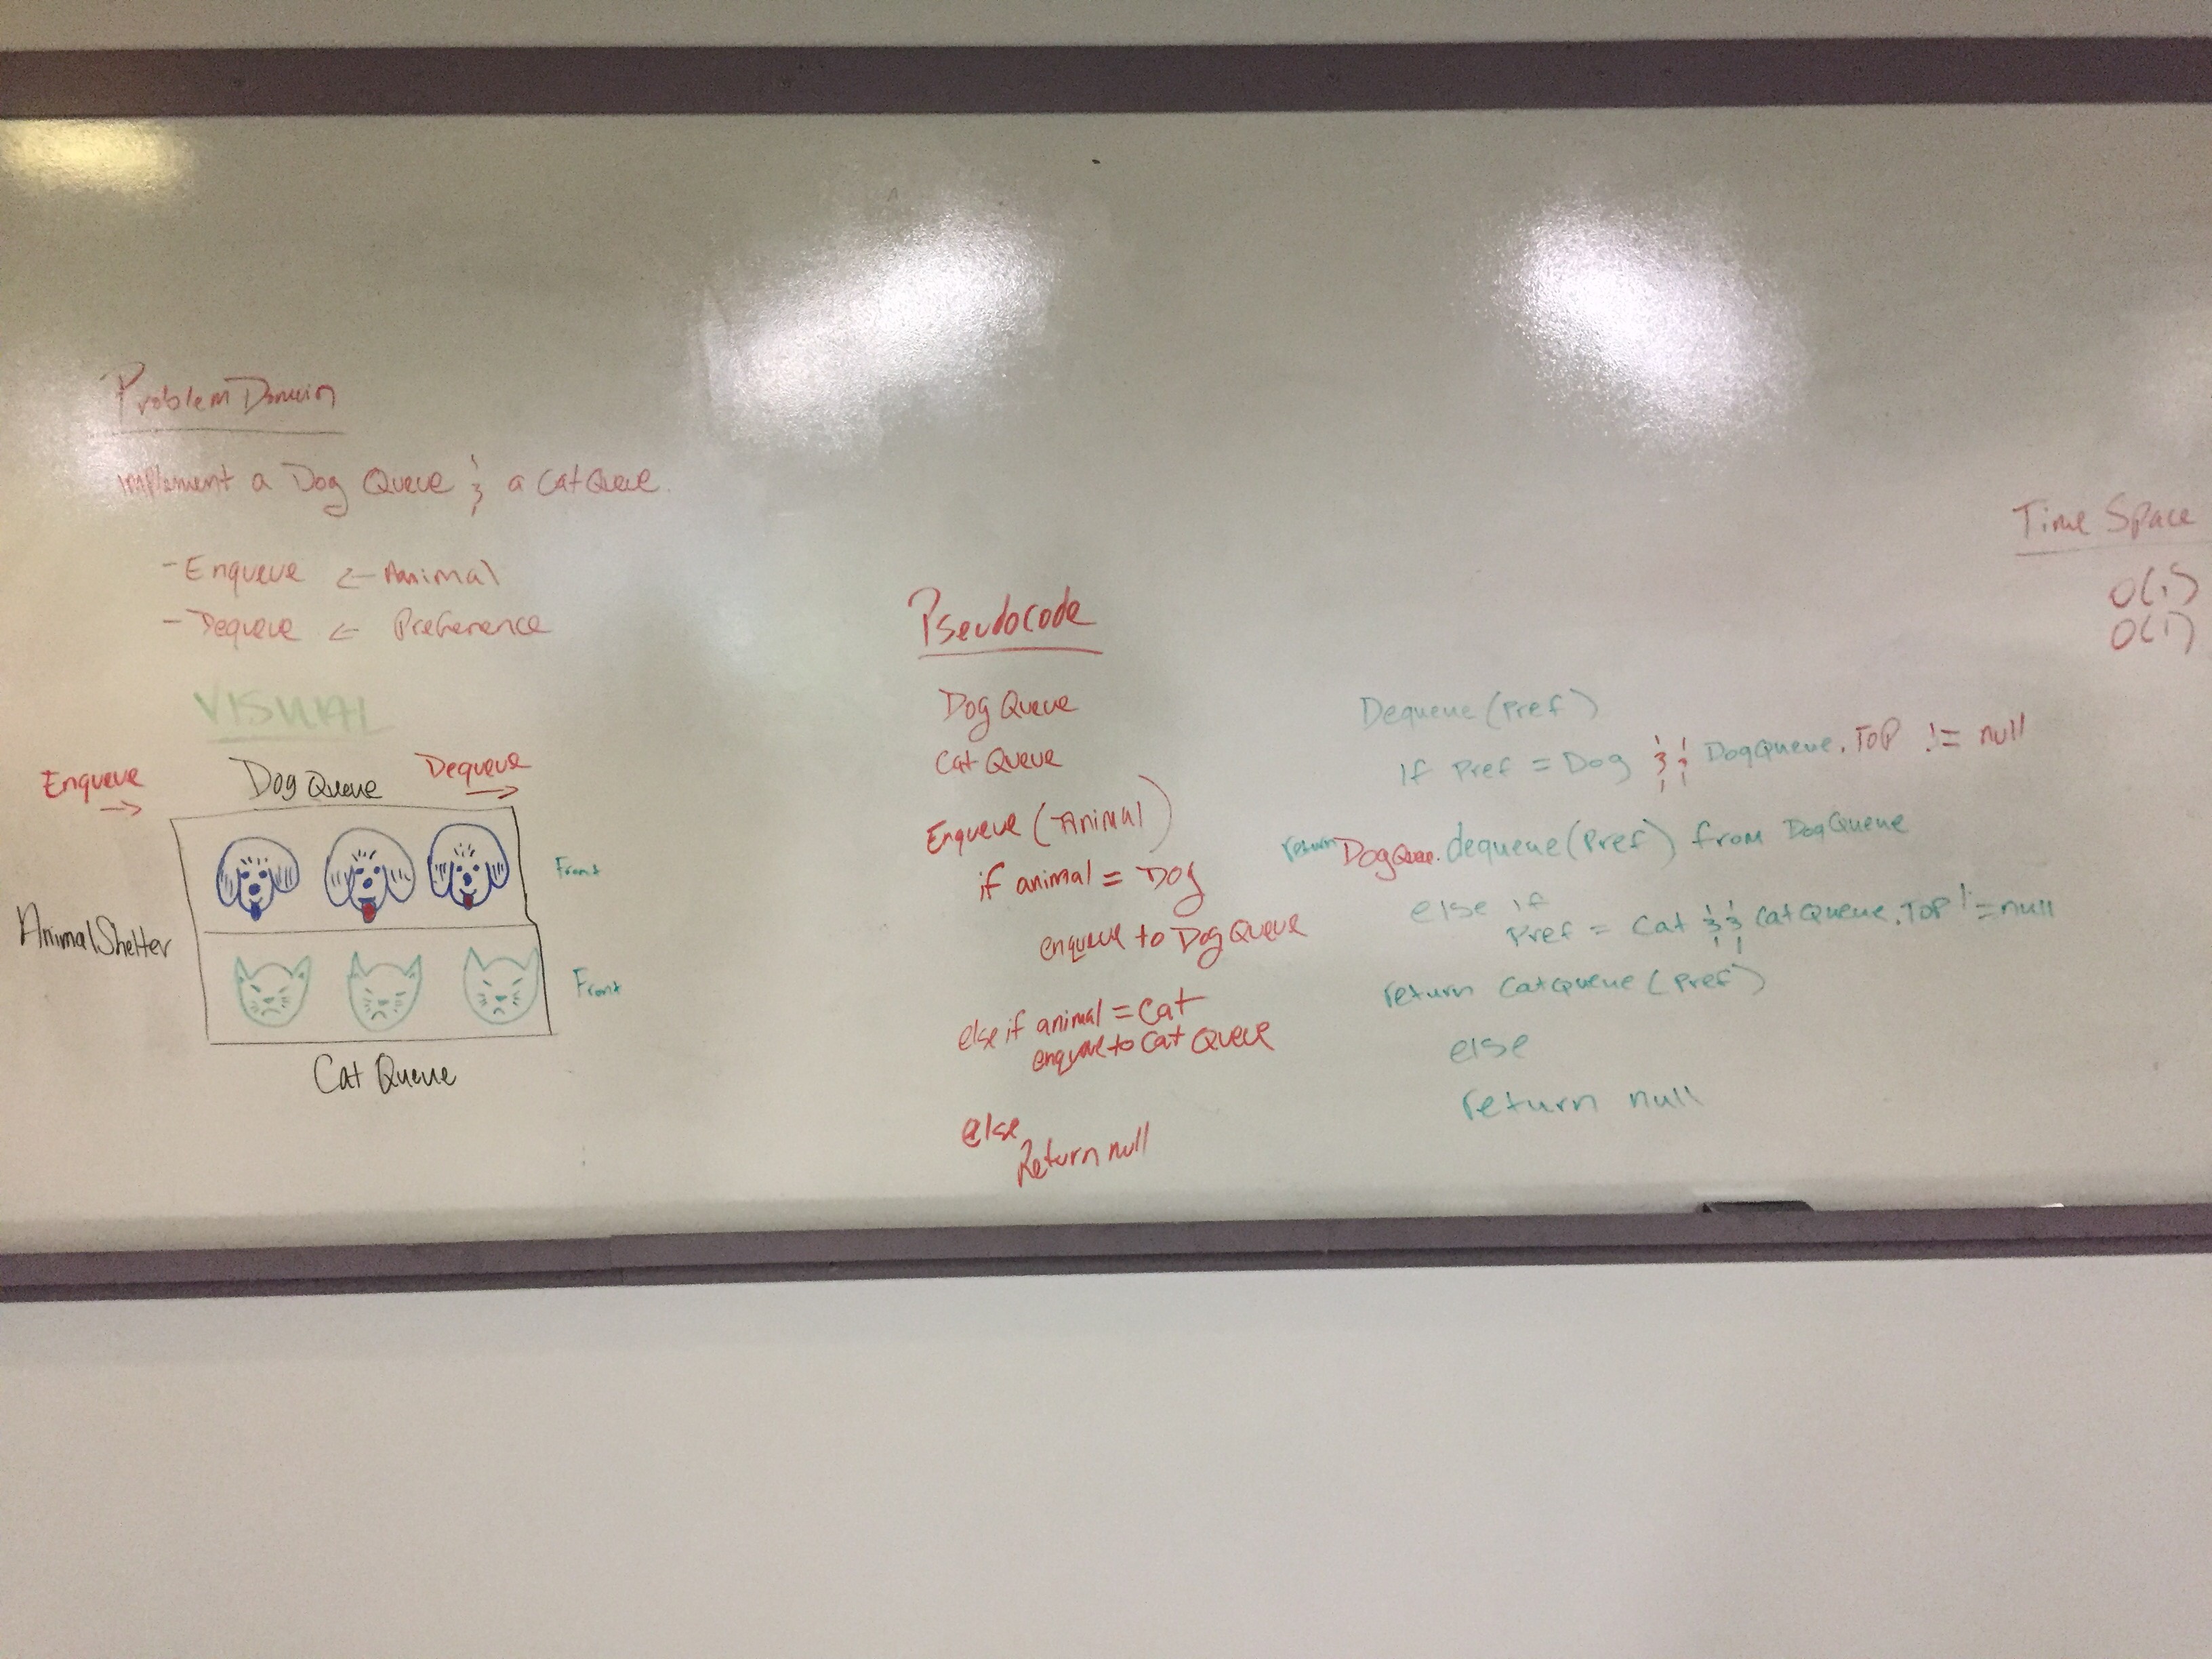 Problem Domain
implement a Dog Queue & a Cat Queue.
- Enqueue <- Animal
- Dequeue <- Preference
VISUAL
Enqueue -> Dog Queue Dequeue ->
Front
AnimalShelter
Front
Cat Queue
Pseudocode
Dog Queue
Cat Queue
Enqueue (Animal)
if animal = Dog
enqueue to Dog Queue
else if animal = Cat
enqueue to Cat Queue
else
Return null
Dequeue (Pref)
If Pref = Dog && DogQueue.TOP != null
return DogQueue.dequeue(Pref) from DogQueue
else if
Pref = Cat && CatQueue.TOP != null
return CatQueue (Pref)
else
return null
Time Space
O(1)
O(1)